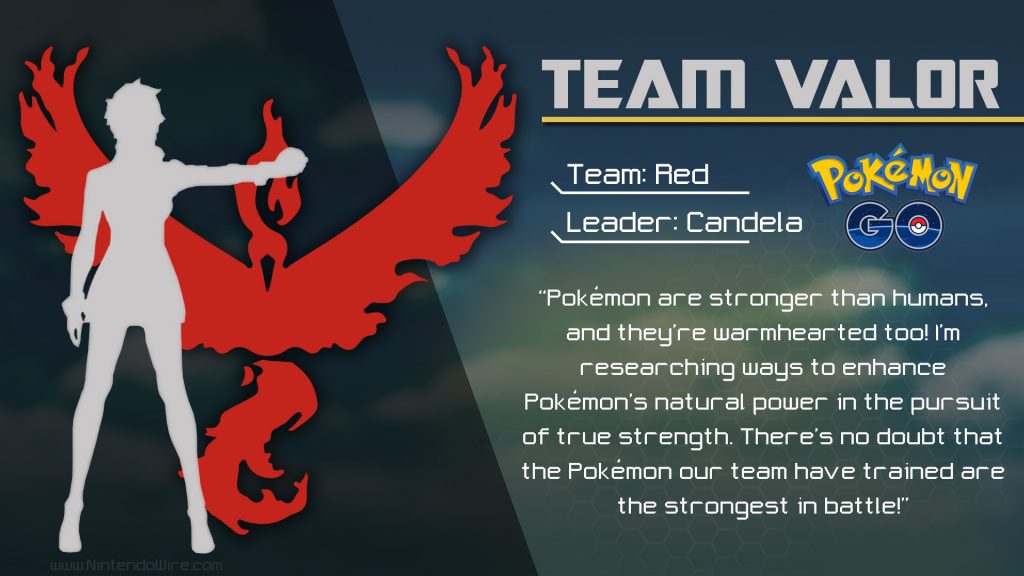 TEAM VALOR
Team: Red
Leader: Candela
POKéMON
GO
“Pokémon are stronger than humans,
and they're warmhearted too! I'm
researching ways to enhance
Pokémon's natural power in the pursuit
of true strength. There's no doubt that
the Pokémon our team have trained are
the strongest in battle!”
www.NintendoWire.com